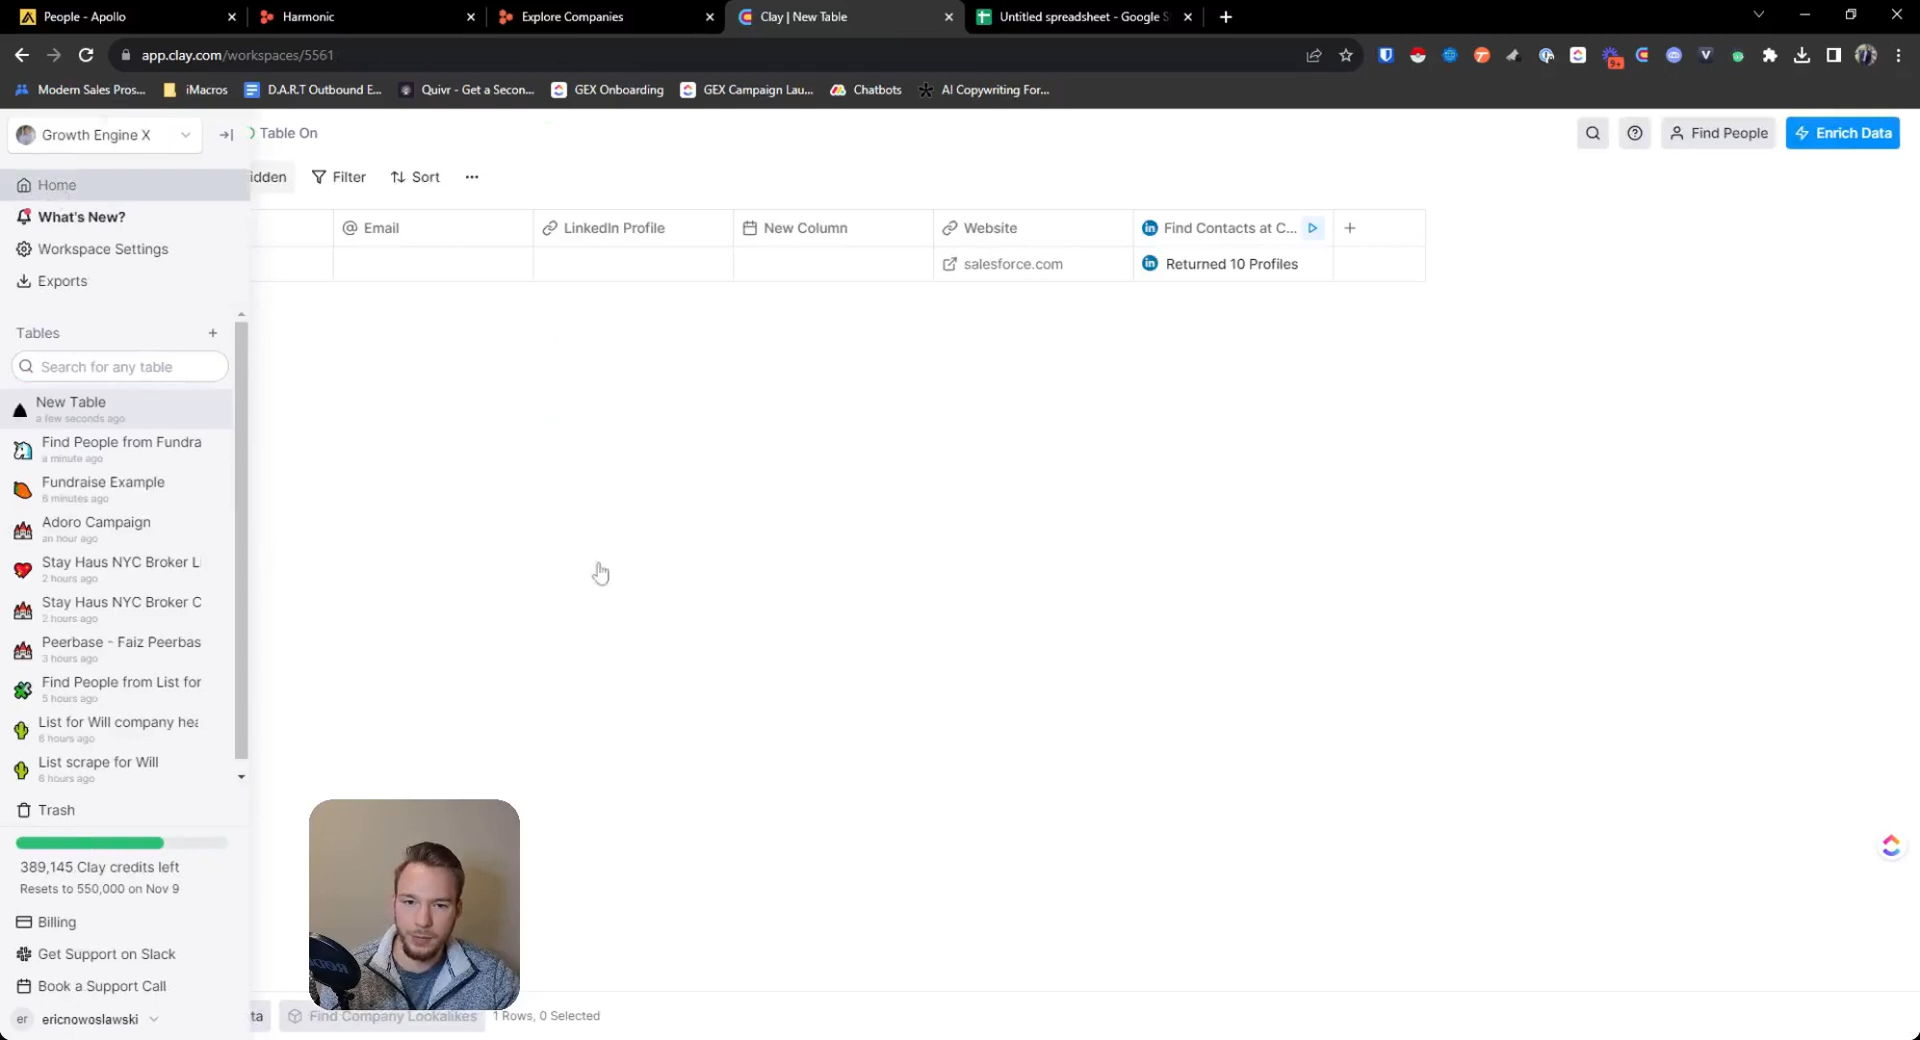 People - Apollo
Harmonic
Explore Companies
Clay | New Table
Untitled spreadsheet - Google S
app.clay.com/workspaces/5561
9+
Modern Sales Pros...
iMacros
D.A.R.T Outbound E...
Quivr - Get a Secon...
GEX Onboarding
GEX Campaign Lau...
Chatbots
AI Copywriting For...
Growth Engine X
Table On
Find People
Enrich Data
Home
idden
Filter
Sort
What's New?
Email
LinkedIn Profile
New Column
Website
Find Contacts at C...
Workspace Settings
salesforce.com
Returned 10 Profiles
Exports
Tables
Search for any table
New Table
a few seconds ago
Find People from Fundra
a minute ago
Fundraise Example
6 minutes ago
Adoro Campaign
an hour ago
Stay Haus NYC Broker L
2 hours ago
Stay Haus NYC Broker C
2 hours ago
Peerbase - Faiz Peerbas
3 hours ago
Find People from List for
5 hours ago
List for Will company hea
6 hours ago
List scrape for Will
6 hours ago
Trash
389,145 Clay credits left
Resets to 550,000 on Nov 9
Billing
Get Support on Slack
Book a Support Call
er ericnowoslawski
ta
Find Company Lookalikes
1 Rows, 0 Selected